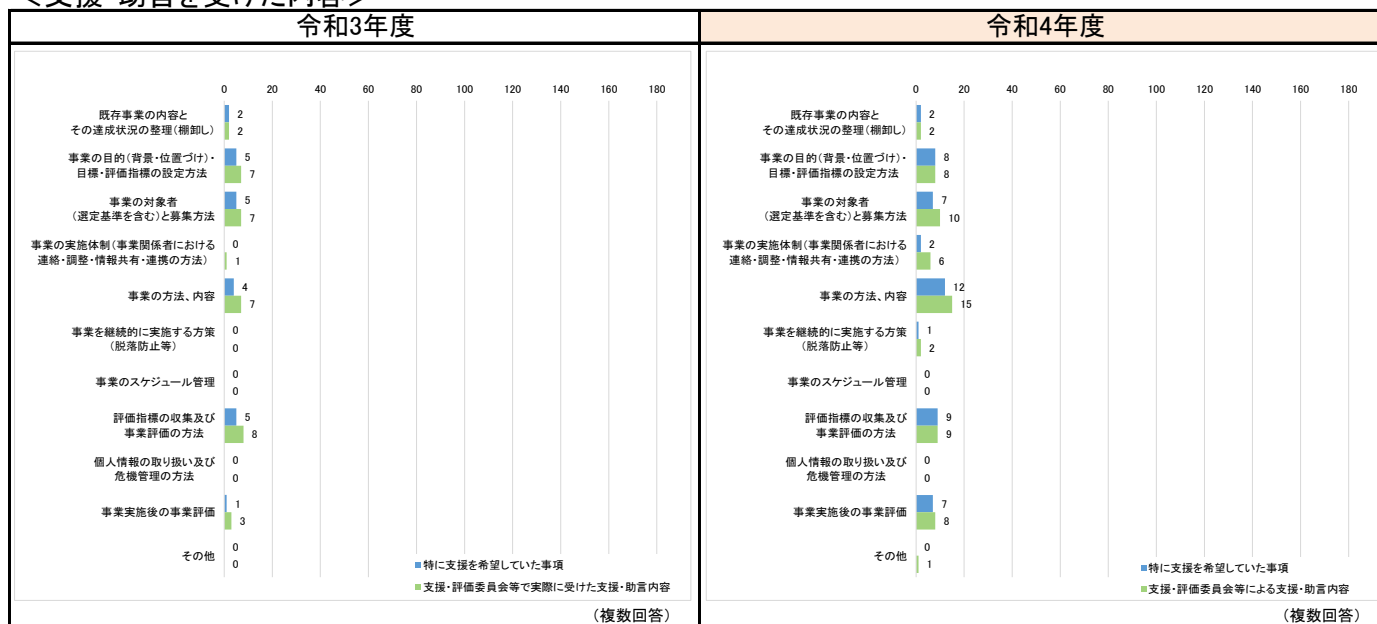 <支援・助言を受けた内容>
令和3年度
0 20 40 60 80 100 120 140 160 180
既存事業の内容と
その達成状況の整理(棚卸し)
2
2
事業の目的(背景・位置づけ)・
目標・評価指標の設定方法
5
7
事業の対象者
(選定基準を含む)と募集方法
5
7
事業の実施体制(事業関係者における
連絡・調整・情報共有・連携の方法)
0
1
事業の方法、内容
4
7
事業を継続的に実施する方策
(脱落防止等)
0
0
事業のスケジュール管理
0
0
評価指標の収集及び
事業評価の方法
5
8
個人情報の取り扱い及び
危機管理の方法
0
0
事業実施後の事業評価
1
3
その他
0
0
■特に支援を希望していた事項
■支援・評価委員会等で実際に受けた支援・助言内容
(複数回答)
令和4年度
0 20 40 60 80 100 120 140 160 180
既存事業の内容と
その達成状況の整理(棚卸し)
2
2
事業の目的(背景・位置づけ)・
目標・評価指標の設定方法
8
8
事業の対象者
(選定基準を含む)と募集方法
7
10
事業の実施体制(事業関係者における
連絡・調整・情報共有・連携の方法)
2
6
事業の方法、内容
12
15
事業を継続的に実施する方策
(脱落防止等)
1
2
事業のスケジュール管理
0
0
評価指標の収集及び
事業評価の方法
9
9
個人情報の取り扱い及び
危機管理の方法
0
0
事業実施後の事業評価
7
8
その他
0
1
■特に支援を希望していた事項
■支援・評価委員会等による支援・助言内容
(複数回答)